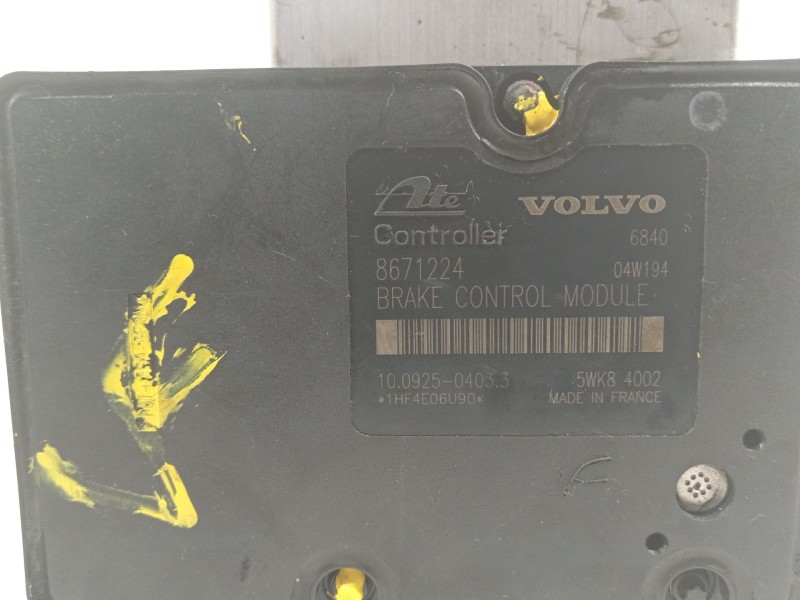 Ate VOLVO
Controller 6840
8671224 04W194
BRAKE CONTROL MODULE
10.0925-0403.3 5WK8 4002
*1HF4E06U90* MADE IN FRANCE